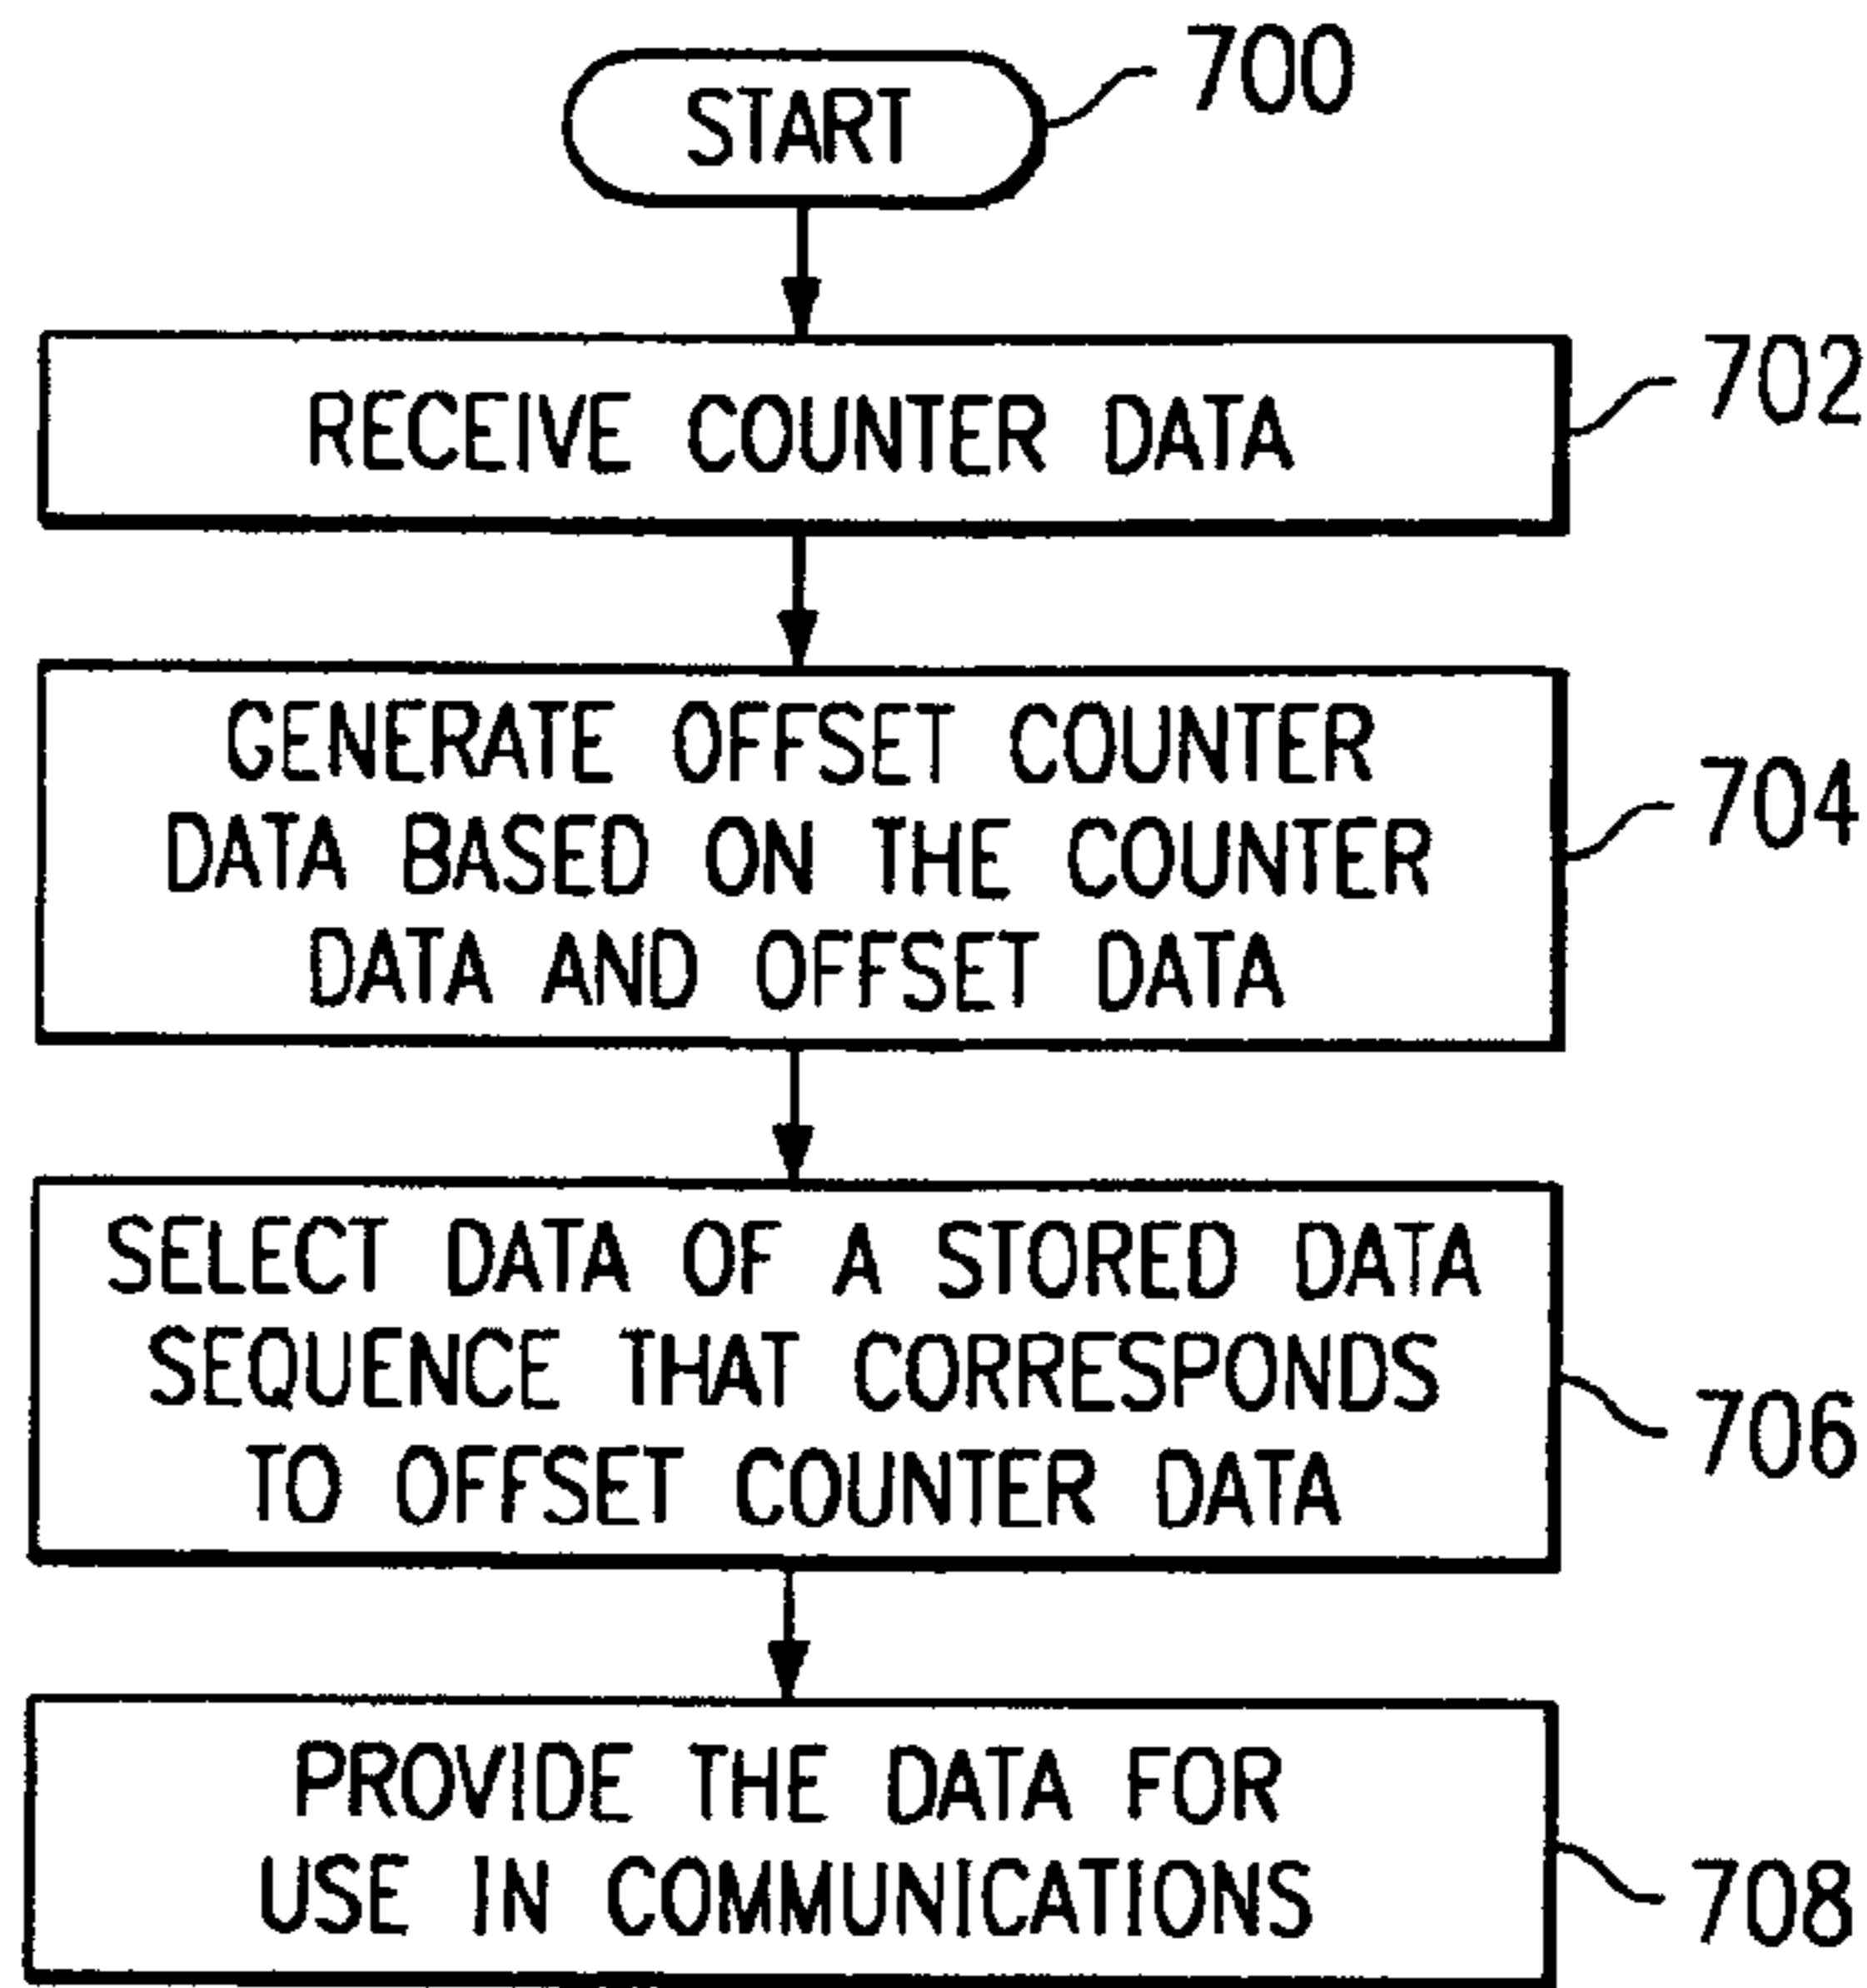 START
700
RECEIVE COUNTER DATA
702
GENERATE OFFSET COUNTER
DATA BASED ON THE COUNTER
DATA AND OFFSET DATA
704
SELECT DATA OF A STORED DATA
SEQUENCE THAT CORRESPONDS
TO OFFSET COUNTER DATA
706
PROVIDE THE DATA FOR
USE IN COMMUNICATIONS
708